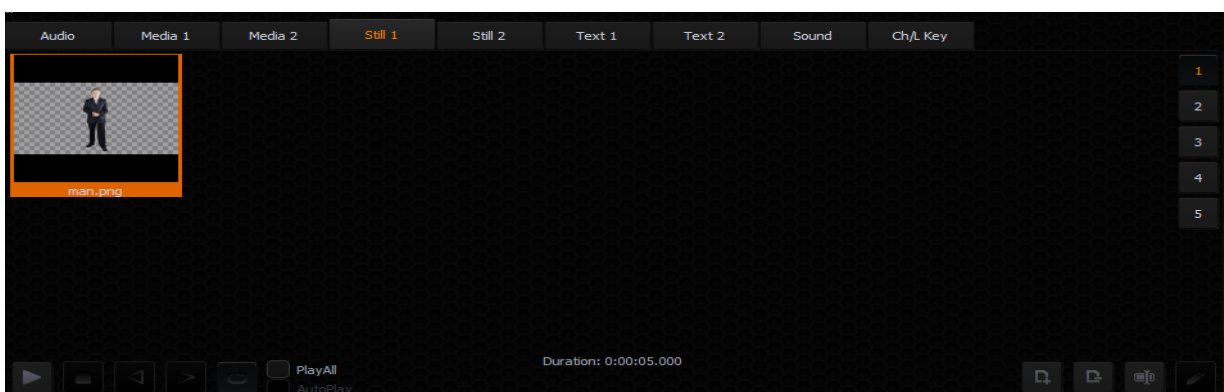 Audio Media 1 Media 2 Still 1 Still 2 Text 1 Text 2 Sound Ch/L Key
1
2
3
4
5
man.png
Duration: 0:00:05.000
PlayAll
AutoPlay